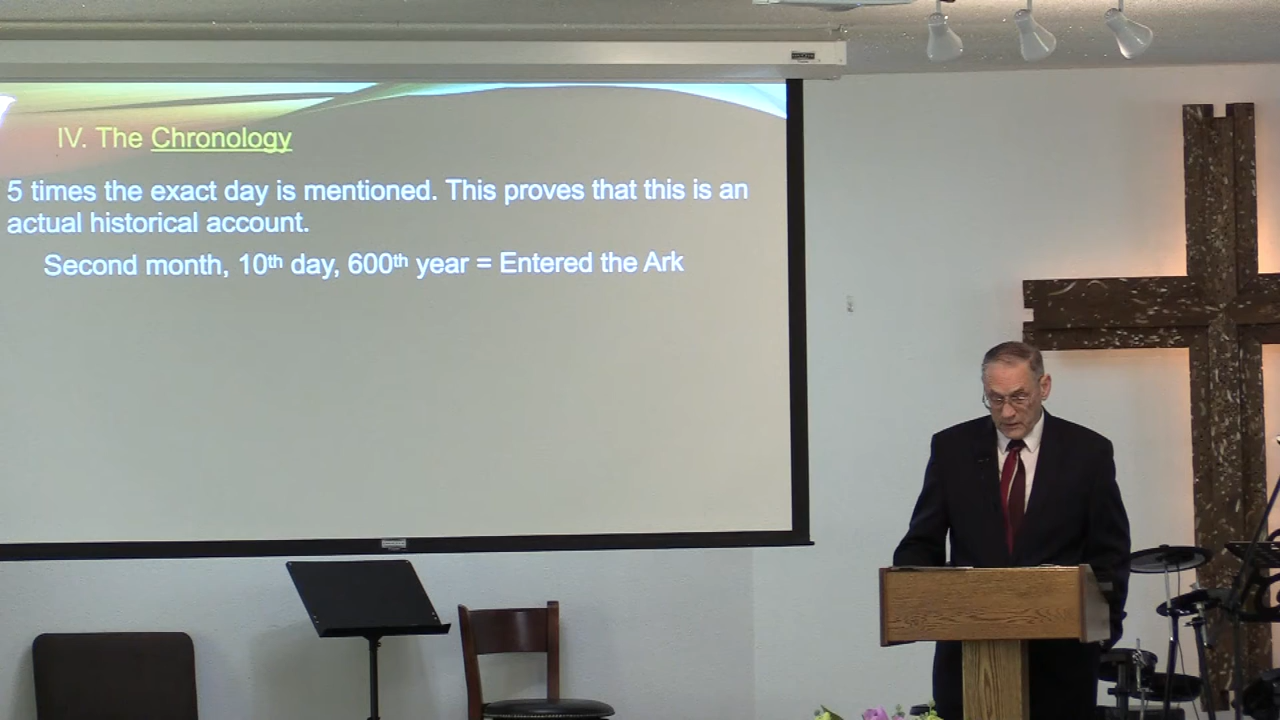 IV. The Chronology
5 times the exact day is mentioned. This proves that this is an
actual historical account.
Second month, 10th day, 600th year = Entered the Ark